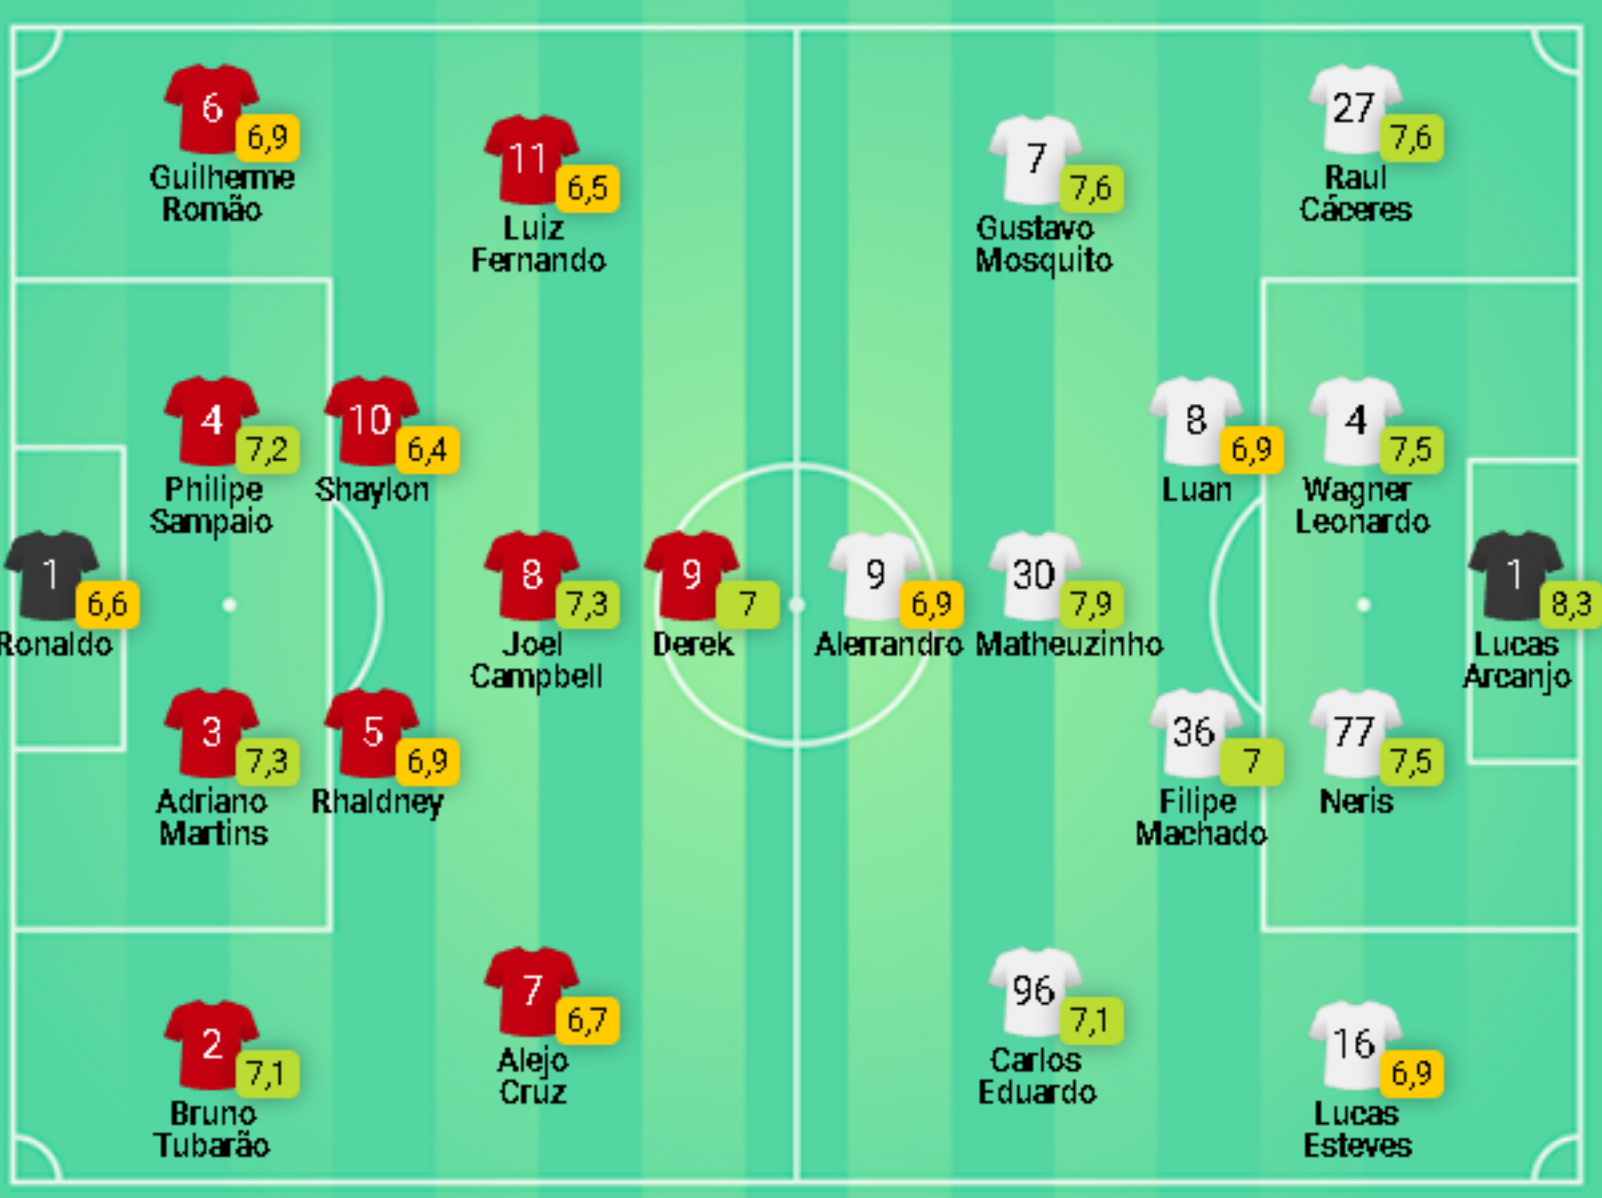 6
6,9
Guilherme
Romão
11
6,5
Luiz
Fernando
4
7,2
Philipe
Sampaio
10
6,4
Shaylon
1
6,6
Ronaldo
8
7,3
Joel
Campbell
9
7
Derek
3
7,3
Adriano
Martins
5
6,9
Rhaldney
7
6,7
Alejo
Cruz
2
7,1
Bruno
Tubarão
7
7,6
Gustavo
Mosquito
27
7,6
Raul
Cáceres
8
6,9
Luan
4
7,5
Wagner
Leonardo
9
6,9
Alerrandro
30
7,9
Matheuzinho
1
8,3
Lucas
Arcanjo
36
7
Filipe
Machado
77
7,5
Neris
96
7,1
Carlos
Eduardo
16
6,9
Lucas
Esteves